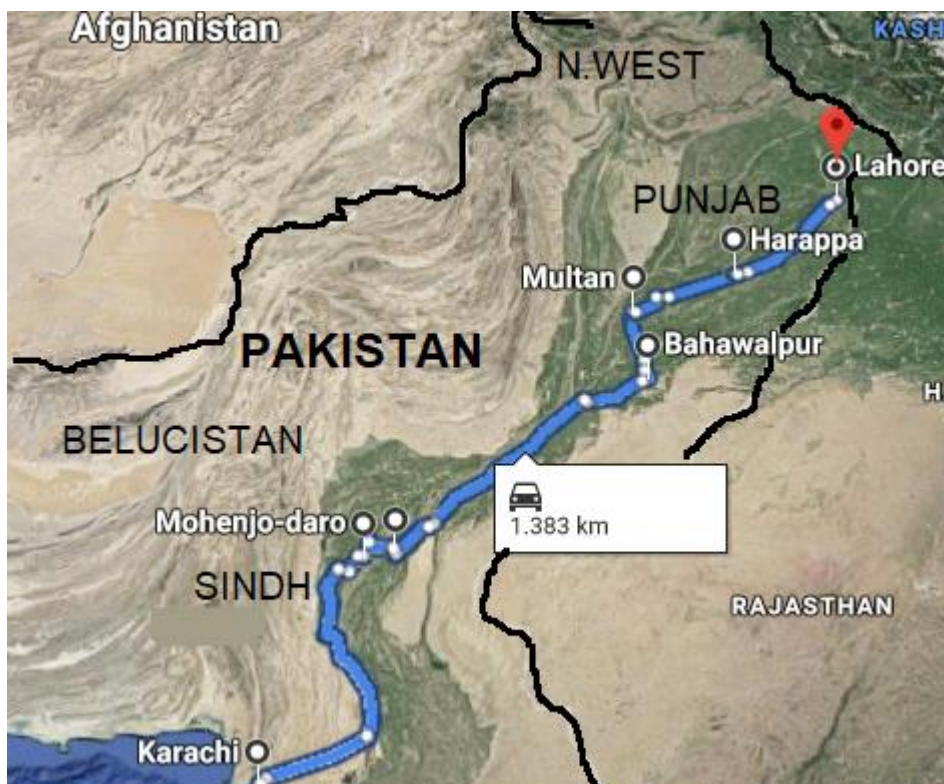 Afghanistan
KASH
N.WEST
Lahore
PUNJAB
Harappa
Multan
PAKISTAN
Bahawalpur
H
BELUCISTAN
1.383 km
Mohenjo-daro
SINDH
RAJASTHAN
Karachi